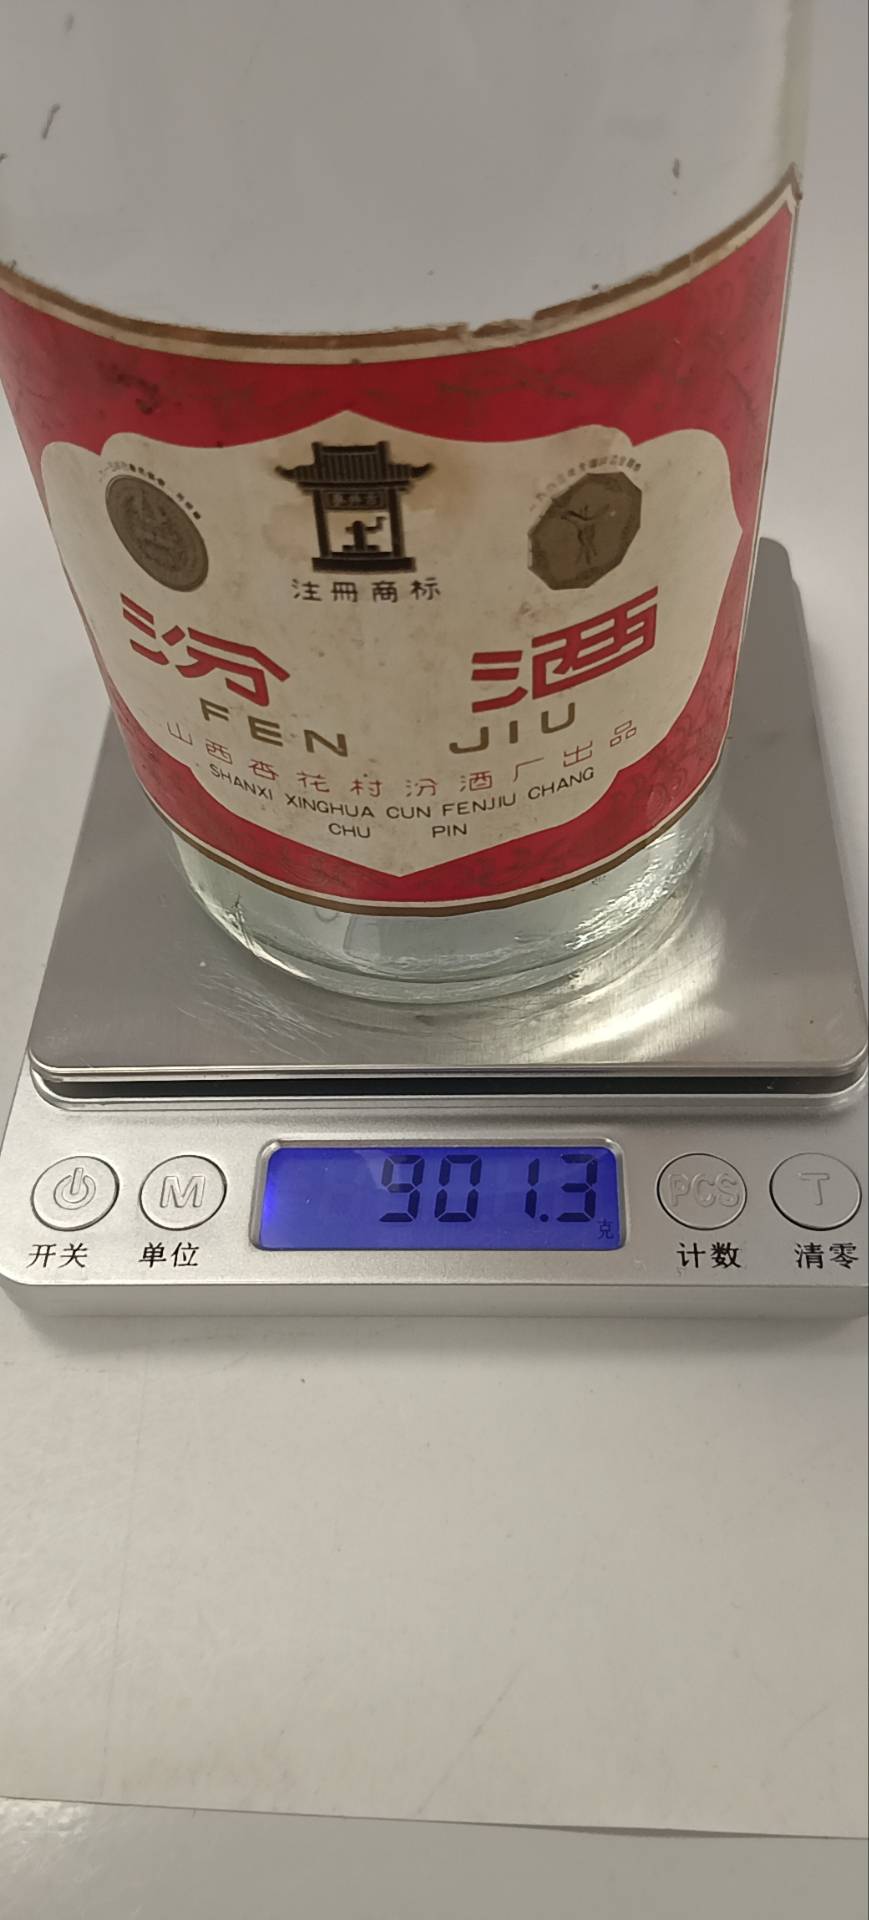 注册商标
汾酒
FEN JIU
山西杏花村汾酒厂出品
SHANXI XINGHUA CUN FENJIU CHANG
CHU PIN
901.3
克
M
PCS
T
开关
单位
计数
清零